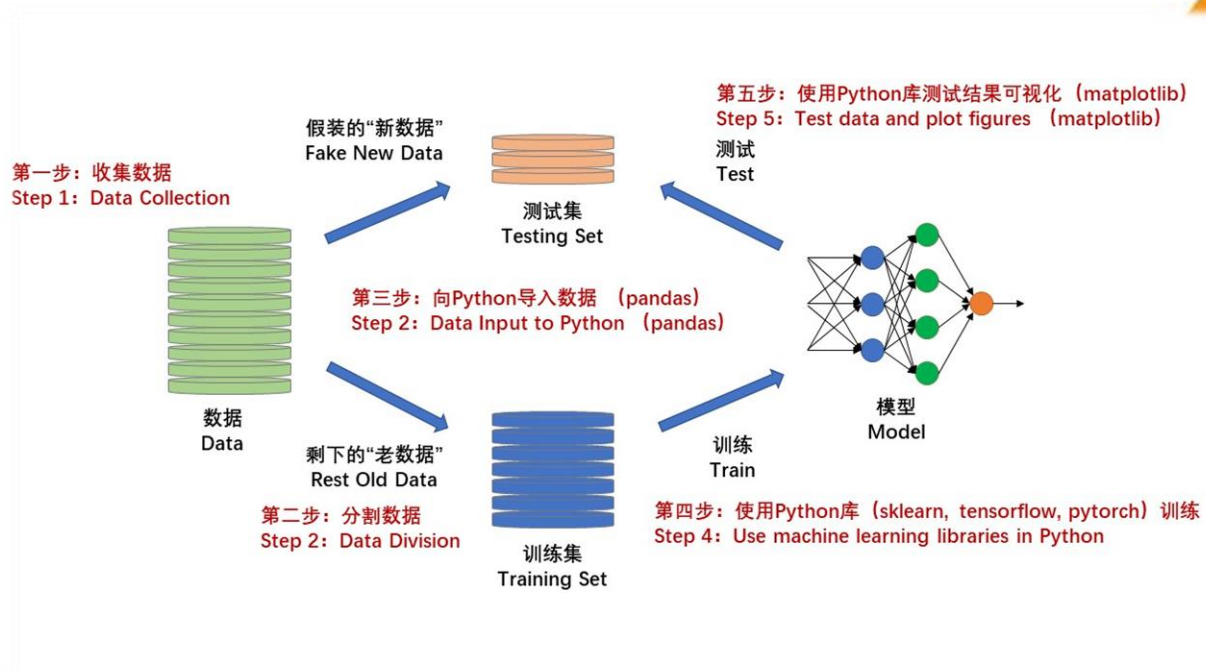 第一步：收集数据
Step 1：Data Collection
数据
Data
假装的“新数据”
Fake New Data
测试集
Testing Set
第三步：向Python导入数据 （pandas）
Step 2：Data Input to Python （pandas）
剩下的“老数据”
Rest Old Data
第二步：分割数据
Step 2：Data Division
训练集
Training Set
第五步：使用Python库测试结果可视化（matplotlib）
Step 5：Test data and plot figures （matplotlib）
测试
Test
模型
Model
训练
Train
第四步：使用Python库（sklearn, tensorflow, pytorch）训练
Step 4：Use machine learning libraries in Python